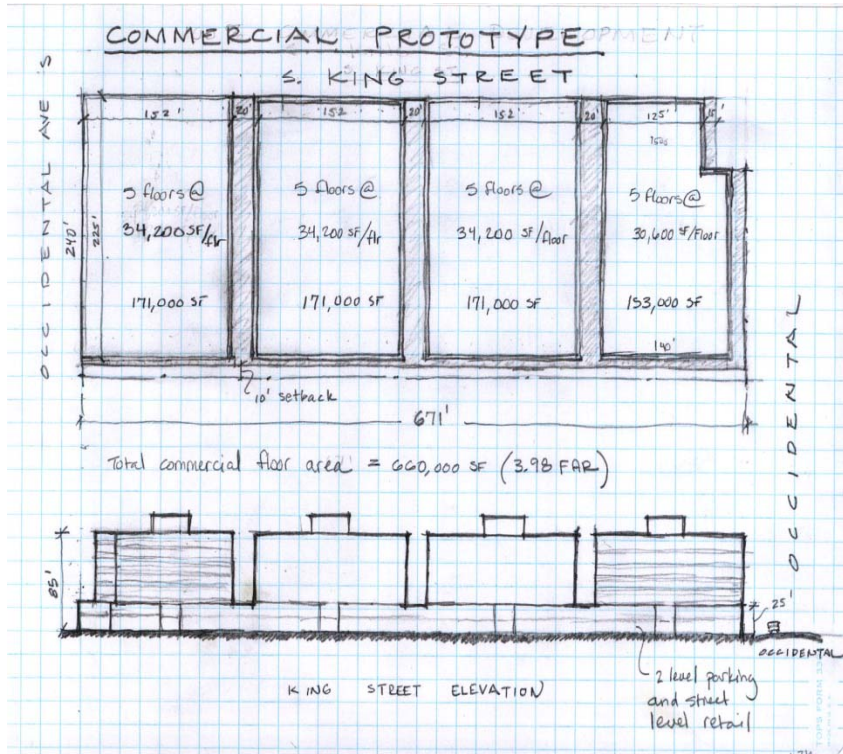 COMMERCIAL PROTOTYPE
S. KING STREET
OCCIDENTAL AVE S
152' 20' 152 20' 152' 20' 125' 15'
240'
225'
5 floors @
34,200 SF/flr
171,000 SF
5 floors @
34,200 SF/flr
171,000 SF
5 floors @
34,200 SF/floor
171,000 SF
5 floors @
30,600 SF/Floor
153,000 SF
140'
10' setback
671'
OCCIDENTAL
Total commercial floor area = 660,000 SF (3.98 FAR)
85'
25'
OCCIDENTAL
KING STREET ELEVATION
2 level parking
and street
level retail